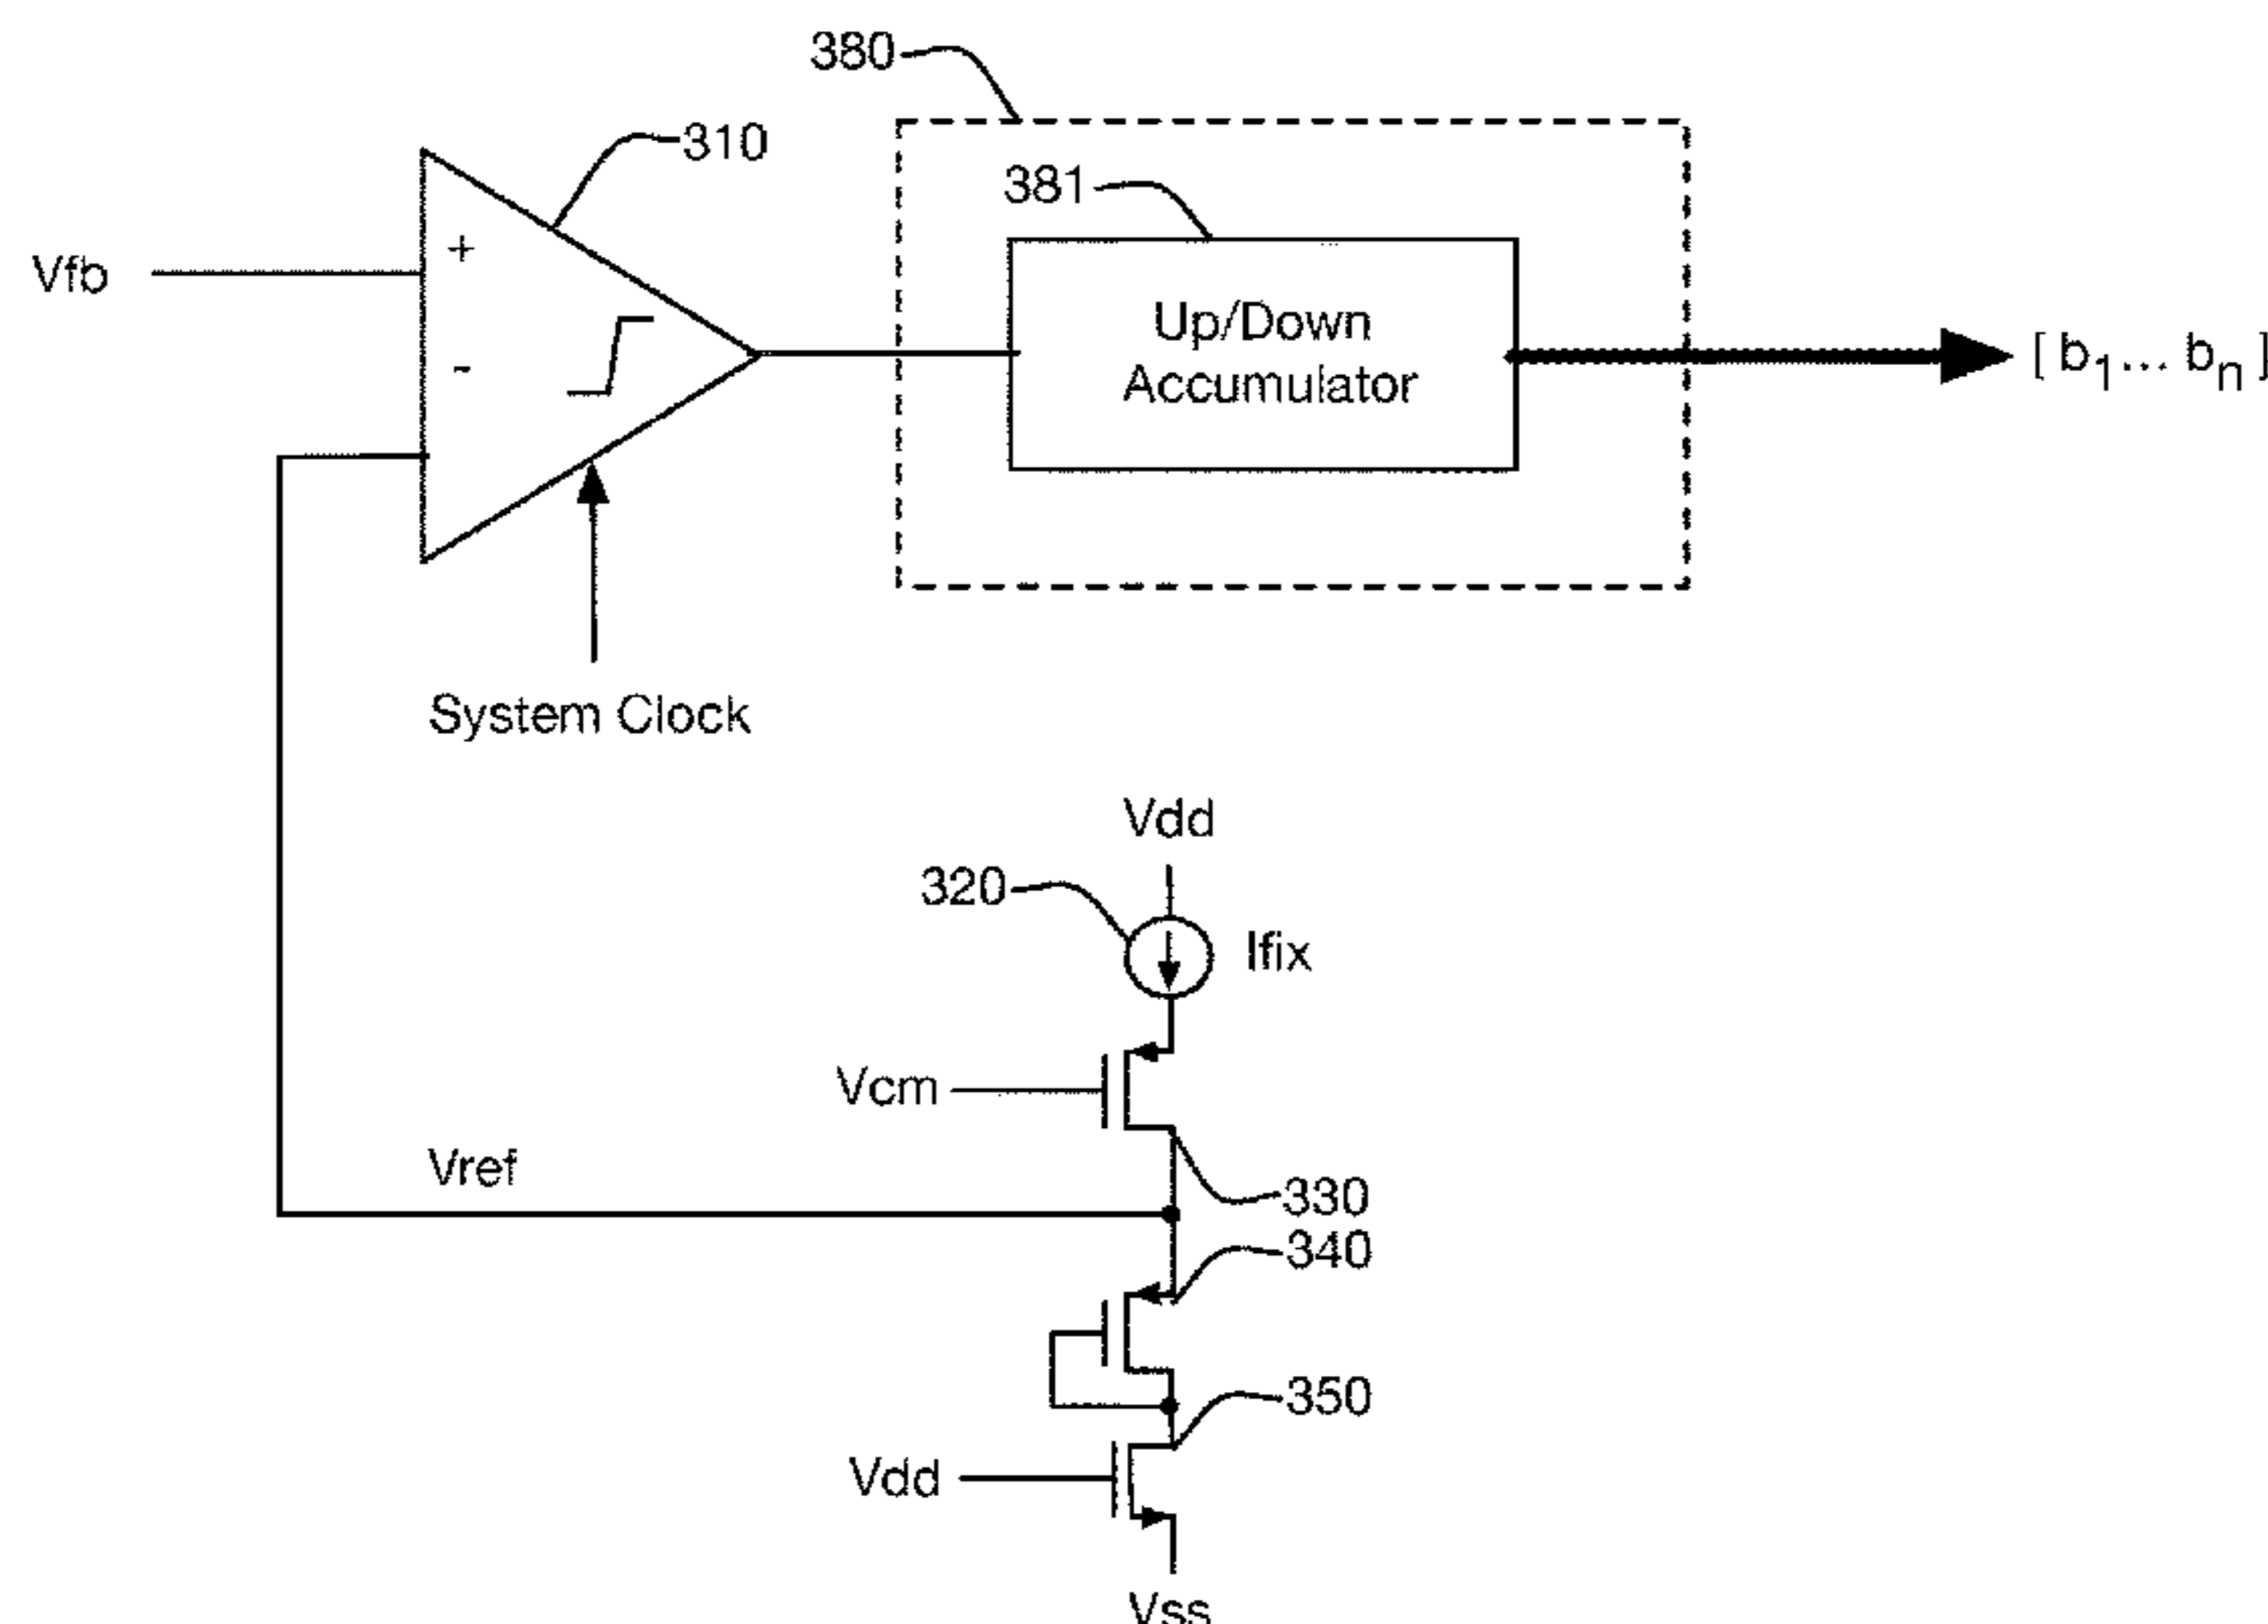 380
310
381
Vfb
+
-
Up/Down
Accumulator
[ b1... bn ]
System Clock
Vdd
320
Ifix
Vcm
Vref
330
340
350
Vdd
Vss